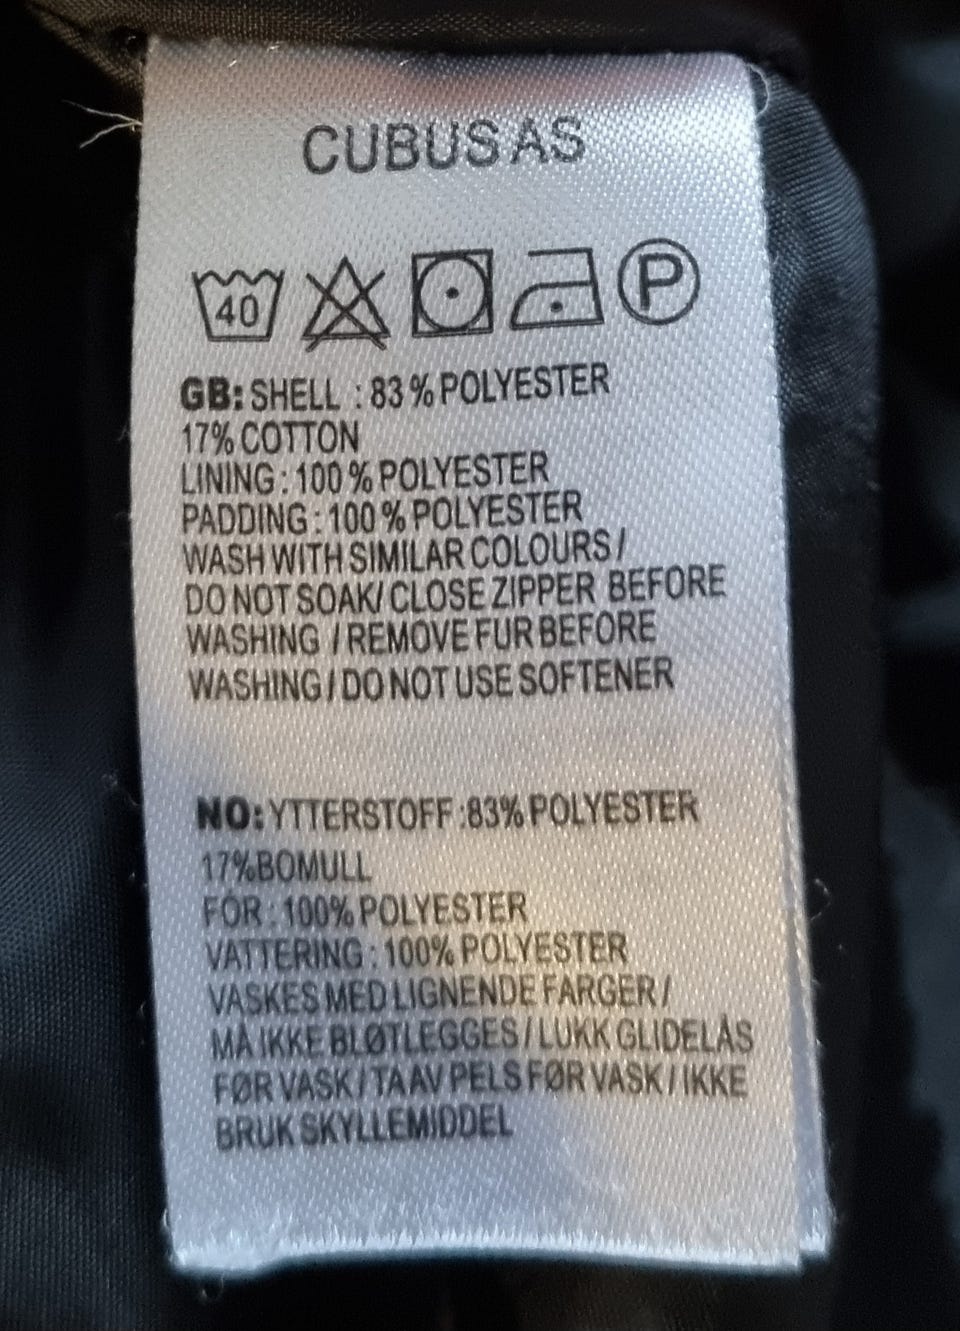 CUBUS AS
40 P
GB: SHELL : 83 % POLYESTER
17% COTTON
LINING : 100 % POLYESTER
PADDING : 100 % POLYESTER
WASH WITH SIMILAR COLOURS /
DO NOT SOAK/ CLOSE ZIPPER BEFORE
WASHING / REMOVE FUR BEFORE
WASHING / DO NOT USE SOFTENER
NO: YTTERSTOFF :83% POLYESTER
17%BOMULL
FÓR : 100% POLYESTER
VATTERING : 100% POLYESTER
VASKES MED LIGNENDE FARGER /
MÅ IKKE BLØTLEGGES / LUKK GLIDELÅS
FØR VASK / TA AV PELS FØR VASK / IKKE
BRUK SKYLLEMIDDEL